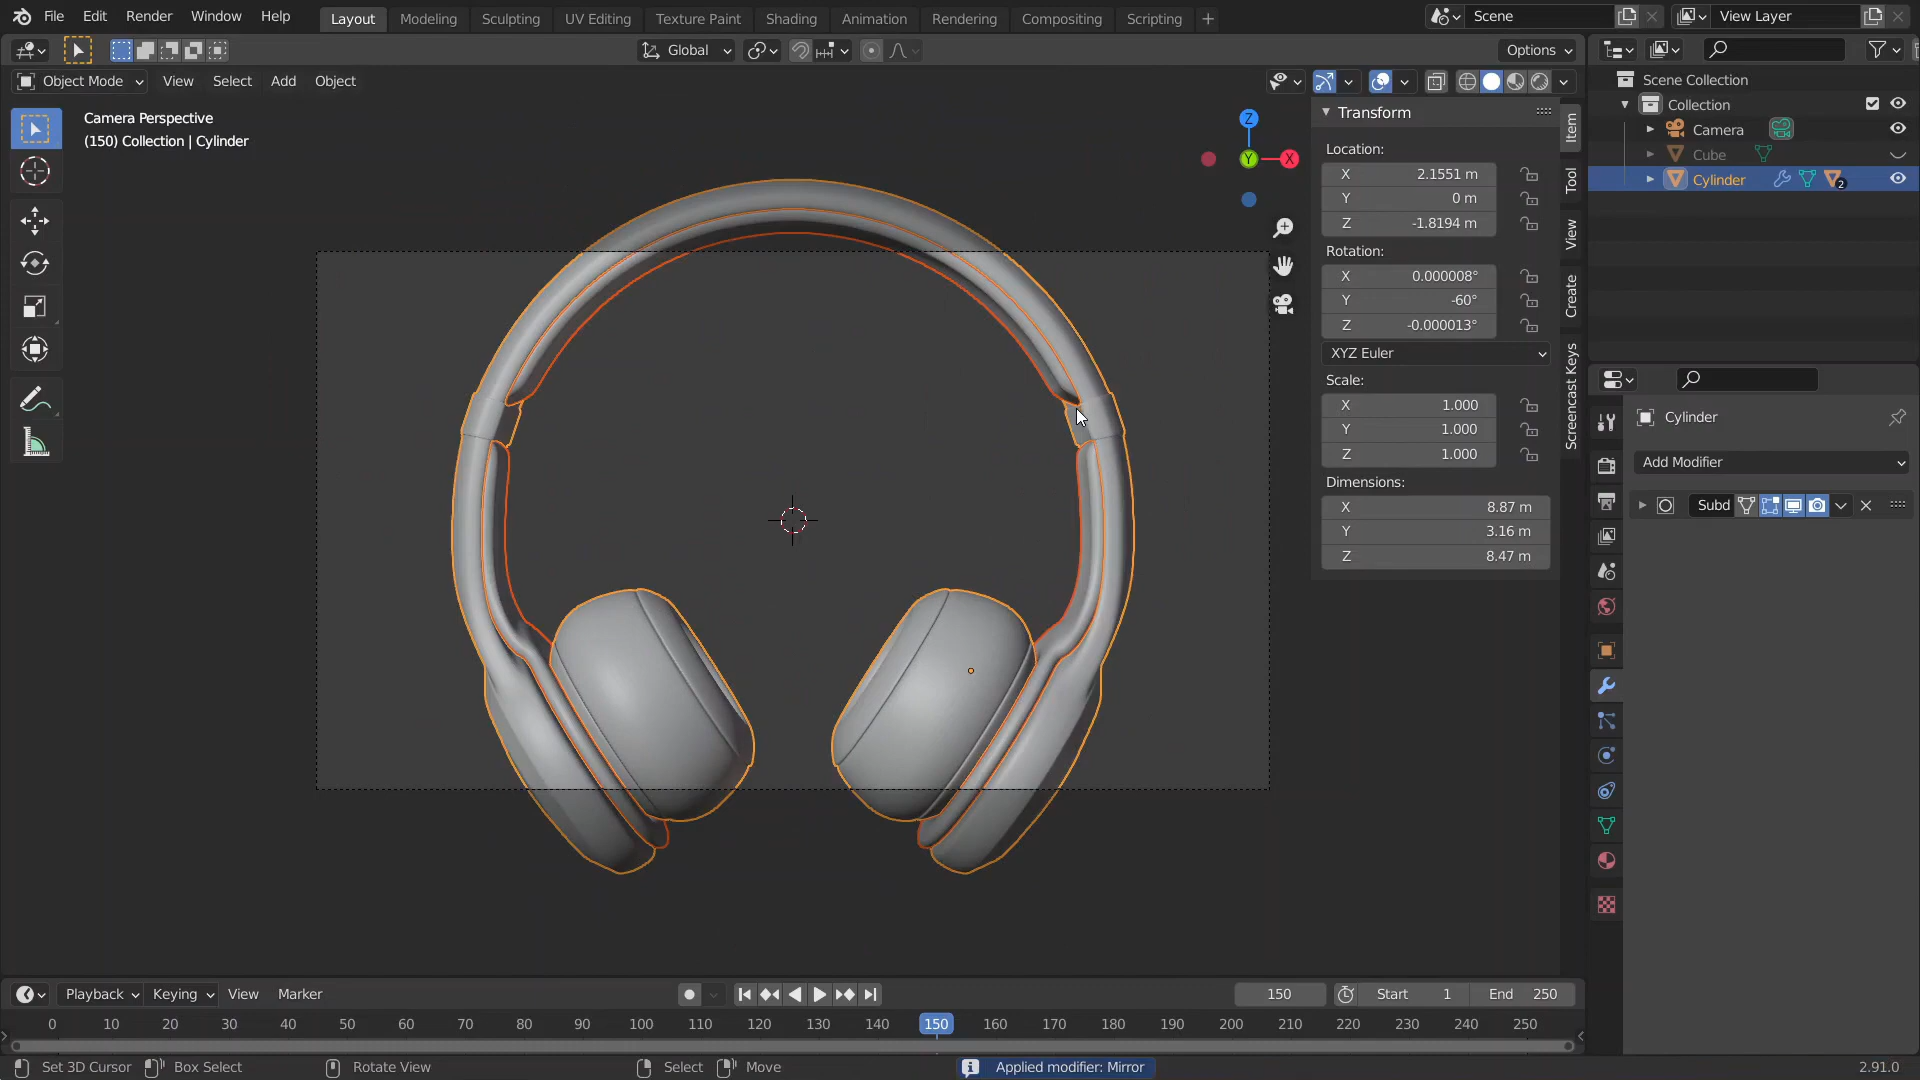 File Edit Render Window Help Layout Modeling Sculpting UV Editing Texture Paint Shading Animation Rendering Compositing Scripting + Scene View Layer
Global Options
Object Mode View Select Add Object
Camera Perspective
(150) Collection | Cylinder
Z
Y
X
Transform
Location:
X 2.1551 m
Y 0 m
Z -1.8194 m
Rotation:
X 0.000008°
Y -60°
Z -0.000013°
XYZ Euler
Scale:
X 1.000
Y 1.000
Z 1.000
Dimensions:
X 8.87 m
Y 3.16 m
Z 8.47 m
Item
Tool
View
Create
Screencast Keys
Scene Collection
Collection
Camera
Cube
Cylinder 2
Cylinder
Add Modifier
Subd
Playback Keying View Marker 150 Start 1 End 250
0 10 20 30 40 50 60 70 80 90 100 110 120 130 140 150 160 170 180 190 200 210 220 230 240 250
Set 3D Cursor Box Select Rotate View Select Move Applied modifier: Mirror 2.91.0